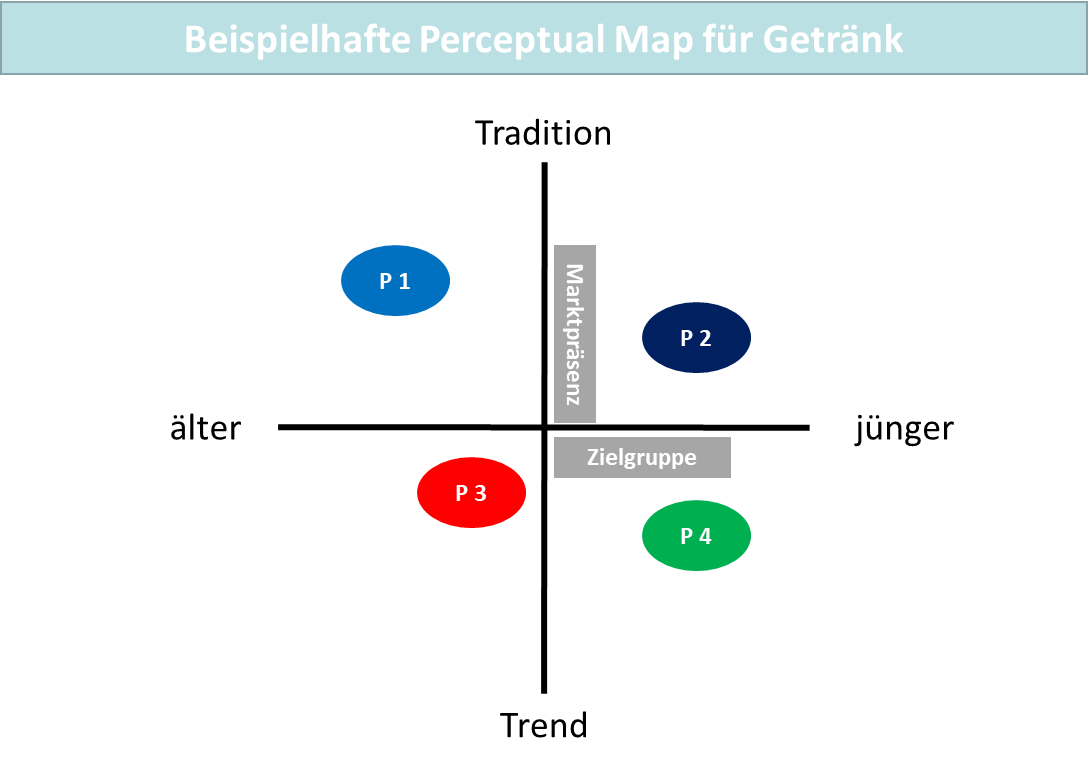 Beispielhafte Perceptual Map für Getränk
Tradition
P 1
Marktpräsenz
P 2
älter
jünger
Zielgruppe
P 3
P 4
Trend